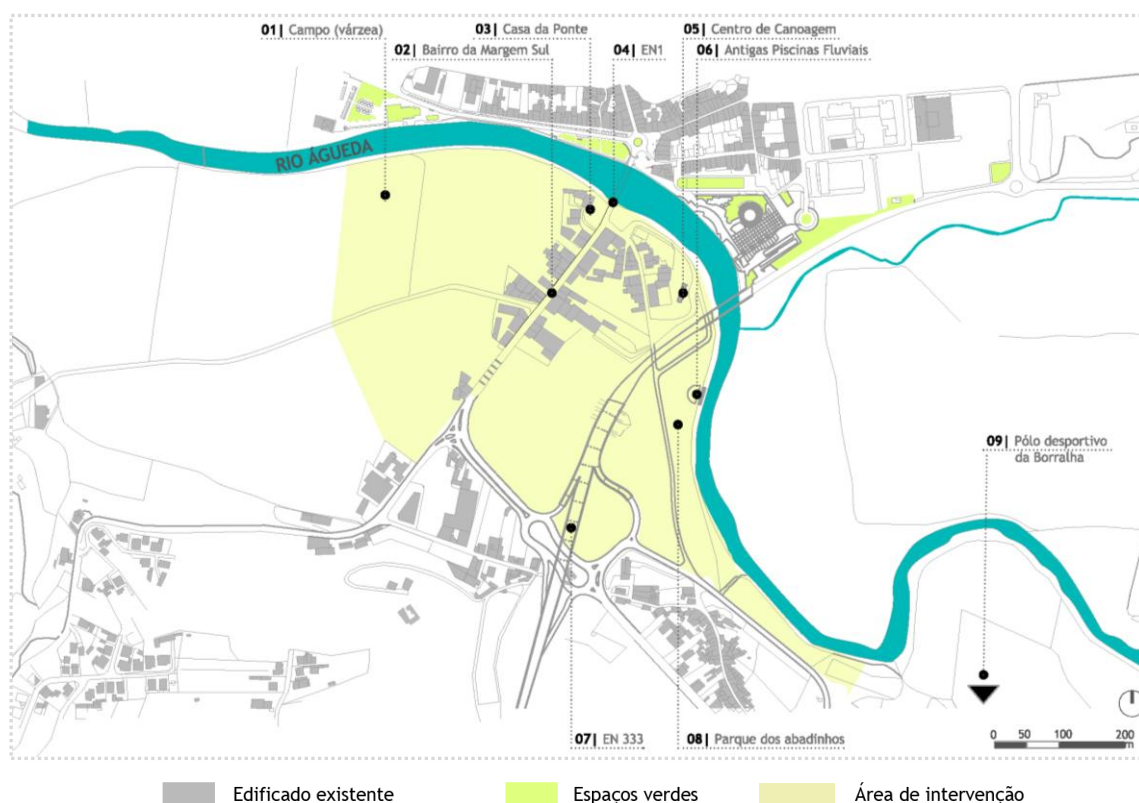 01| Campo (várzea)
02| Bairro da Margem Sul
03| Casa da Ponte
04| EN1
05| Centro de Canoagem
06| Antigas Piscinas Fluviais
RIO ÁGUEDA
09| Pólo desportivo
da Borralha
07| EN 333
08| Parque dos abadinhos
0 50 100 200
m
Edificado existente
Espaços verdes
Área de intervenção